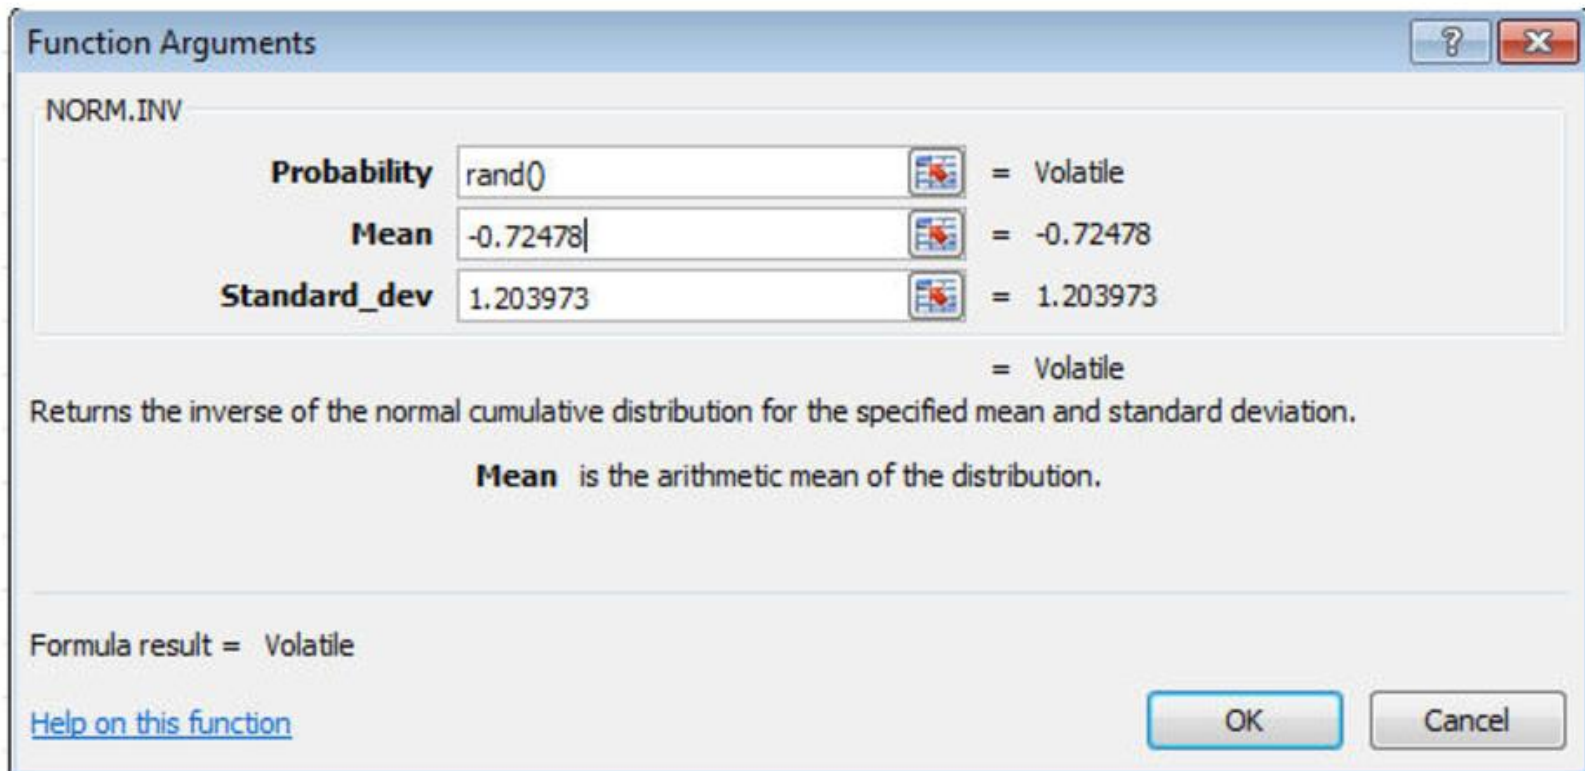 Function Arguments
?
NORM.INV
Probability rand() = Volatile
Mean -0.72478 = -0.72478
Standard_dev 1.203973 = 1.203973
= Volatile
Returns the inverse of the normal cumulative distribution for the specified mean and standard deviation.
Mean is the arithmetic mean of the distribution.
Formula result = Volatile
Help on this function OK Cancel